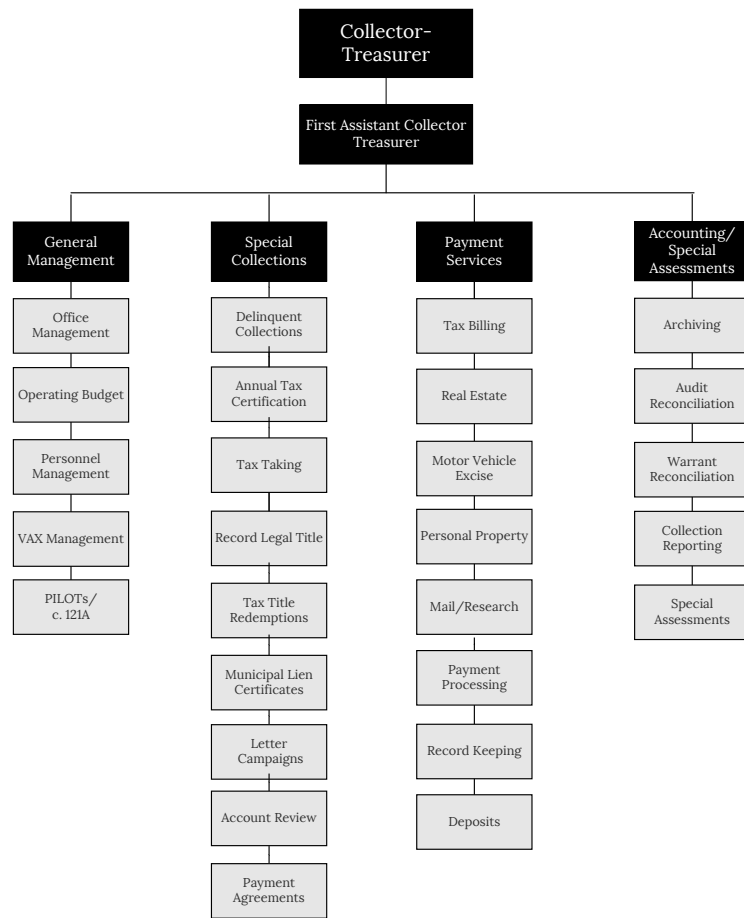 Collector-
Treasurer
First Assistant Collector
Treasurer
General
Management
Office
Management
Operating Budget
Personnel
Management
VAX Management
PILOTs/
c. 121A
Special
Collections
Delinquent
Collections
Annual Tax
Certification
Tax Taking
Record Legal Title
Tax Title
Redemptions
Municipal Lien
Certificates
Letter
Campaigns
Account Review
Payment
Agreements
Payment
Services
Tax Billing
Real Estate
Motor Vehicle
Excise
Personal Property
Mail/Research
Payment
Processing
Record Keeping
Deposits
Accounting/
Special
Assessments
Archiving
Audit
Reconciliation
Warrant
Reconciliation
Collection
Reporting
Special
Assessments